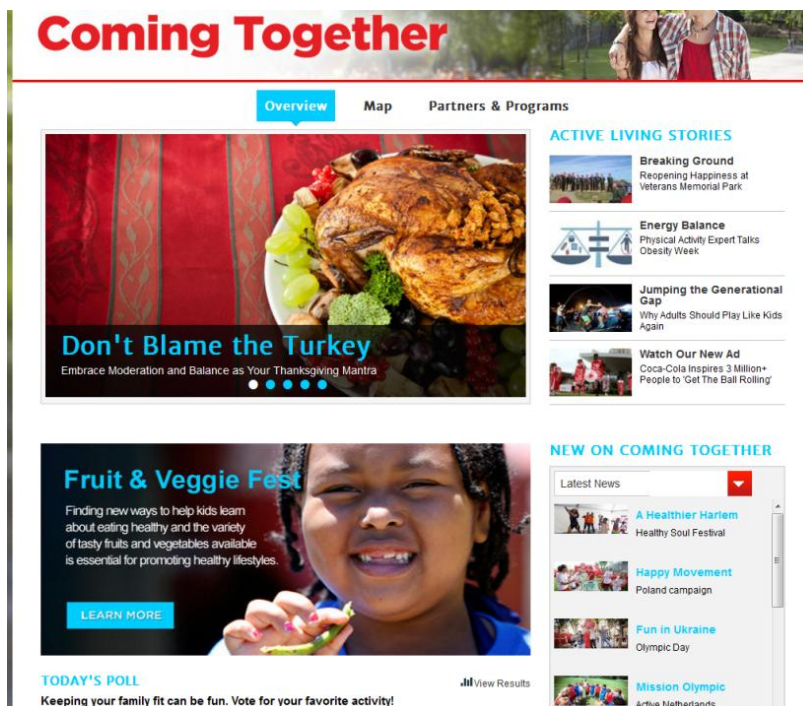 Coming Together
Overview
Map
Partners & Programs
Don't Blame the Turkey
Embrace Moderation and Balance as Your Thanksgiving Mantra
ACTIVE LIVING STORIES
Breaking Ground
Reopening Happiness at
Veterans Memorial Park
Energy Balance
Physical Activity Expert Talks
Obesity Week
Jumping the Generational
Gap
Why Adults Should Play Like Kids
Again
Watch Our New Ad
Coca-Cola Inspires 3 Million+
People to 'Get The Ball Rolling'
Fruit & Veggie Fest
Finding new ways to help kids learn
about eating healthy and the variety
of tasty fruits and vegetables available
is essential for promoting healthy lifestyles.
LEARN MORE
NEW ON COMING TOGETHER
Latest News
A Healthier Harlem
Healthy Soul Festival
Happy Movement
Poland campaign
Fun in Ukraine
Olympic Day
Mission Olympic
Active Netherlands
TODAY'S POLL
View Results
Keeping your family fit can be fun. Vote for your favorite activity!